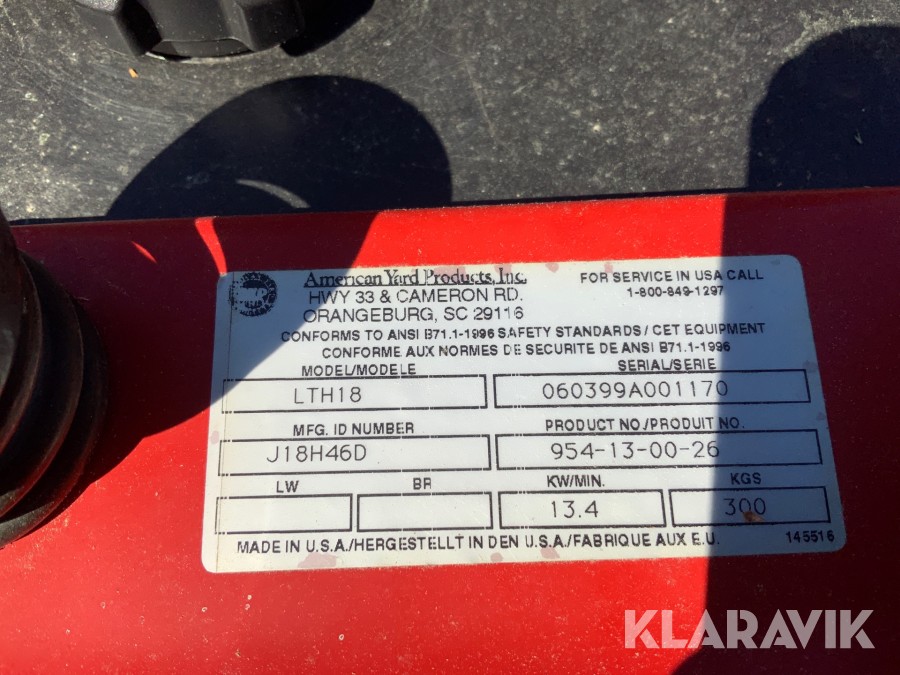 American Yard Products, Inc.
HWY 33 & CAMERON RD.
ORANGEBURG, SC 29116
FOR SERVICE IN USA CALL
1-800-849-1297
CONFORMS TO ANSI B71.1-1996 SAFETY STANDARDS / CET EQUIPMENT
CONFORME AUX NORMES DE SECURITE DE ANSI B71.1-1996
MODEL/MODELE SERIAL/SERIE
LTH18 060399A001170
MFG. ID NUMBER PRODUCT NO./PRODUIT NO.
J18H46D 954-13-00-26
LW BR KW/MIN. KGS
13.4 300
MADE IN U.S.A./HERGESTELLT IN DEN U.S.A./FABRIQUE AUX E.U. 145516
KLARAVIK